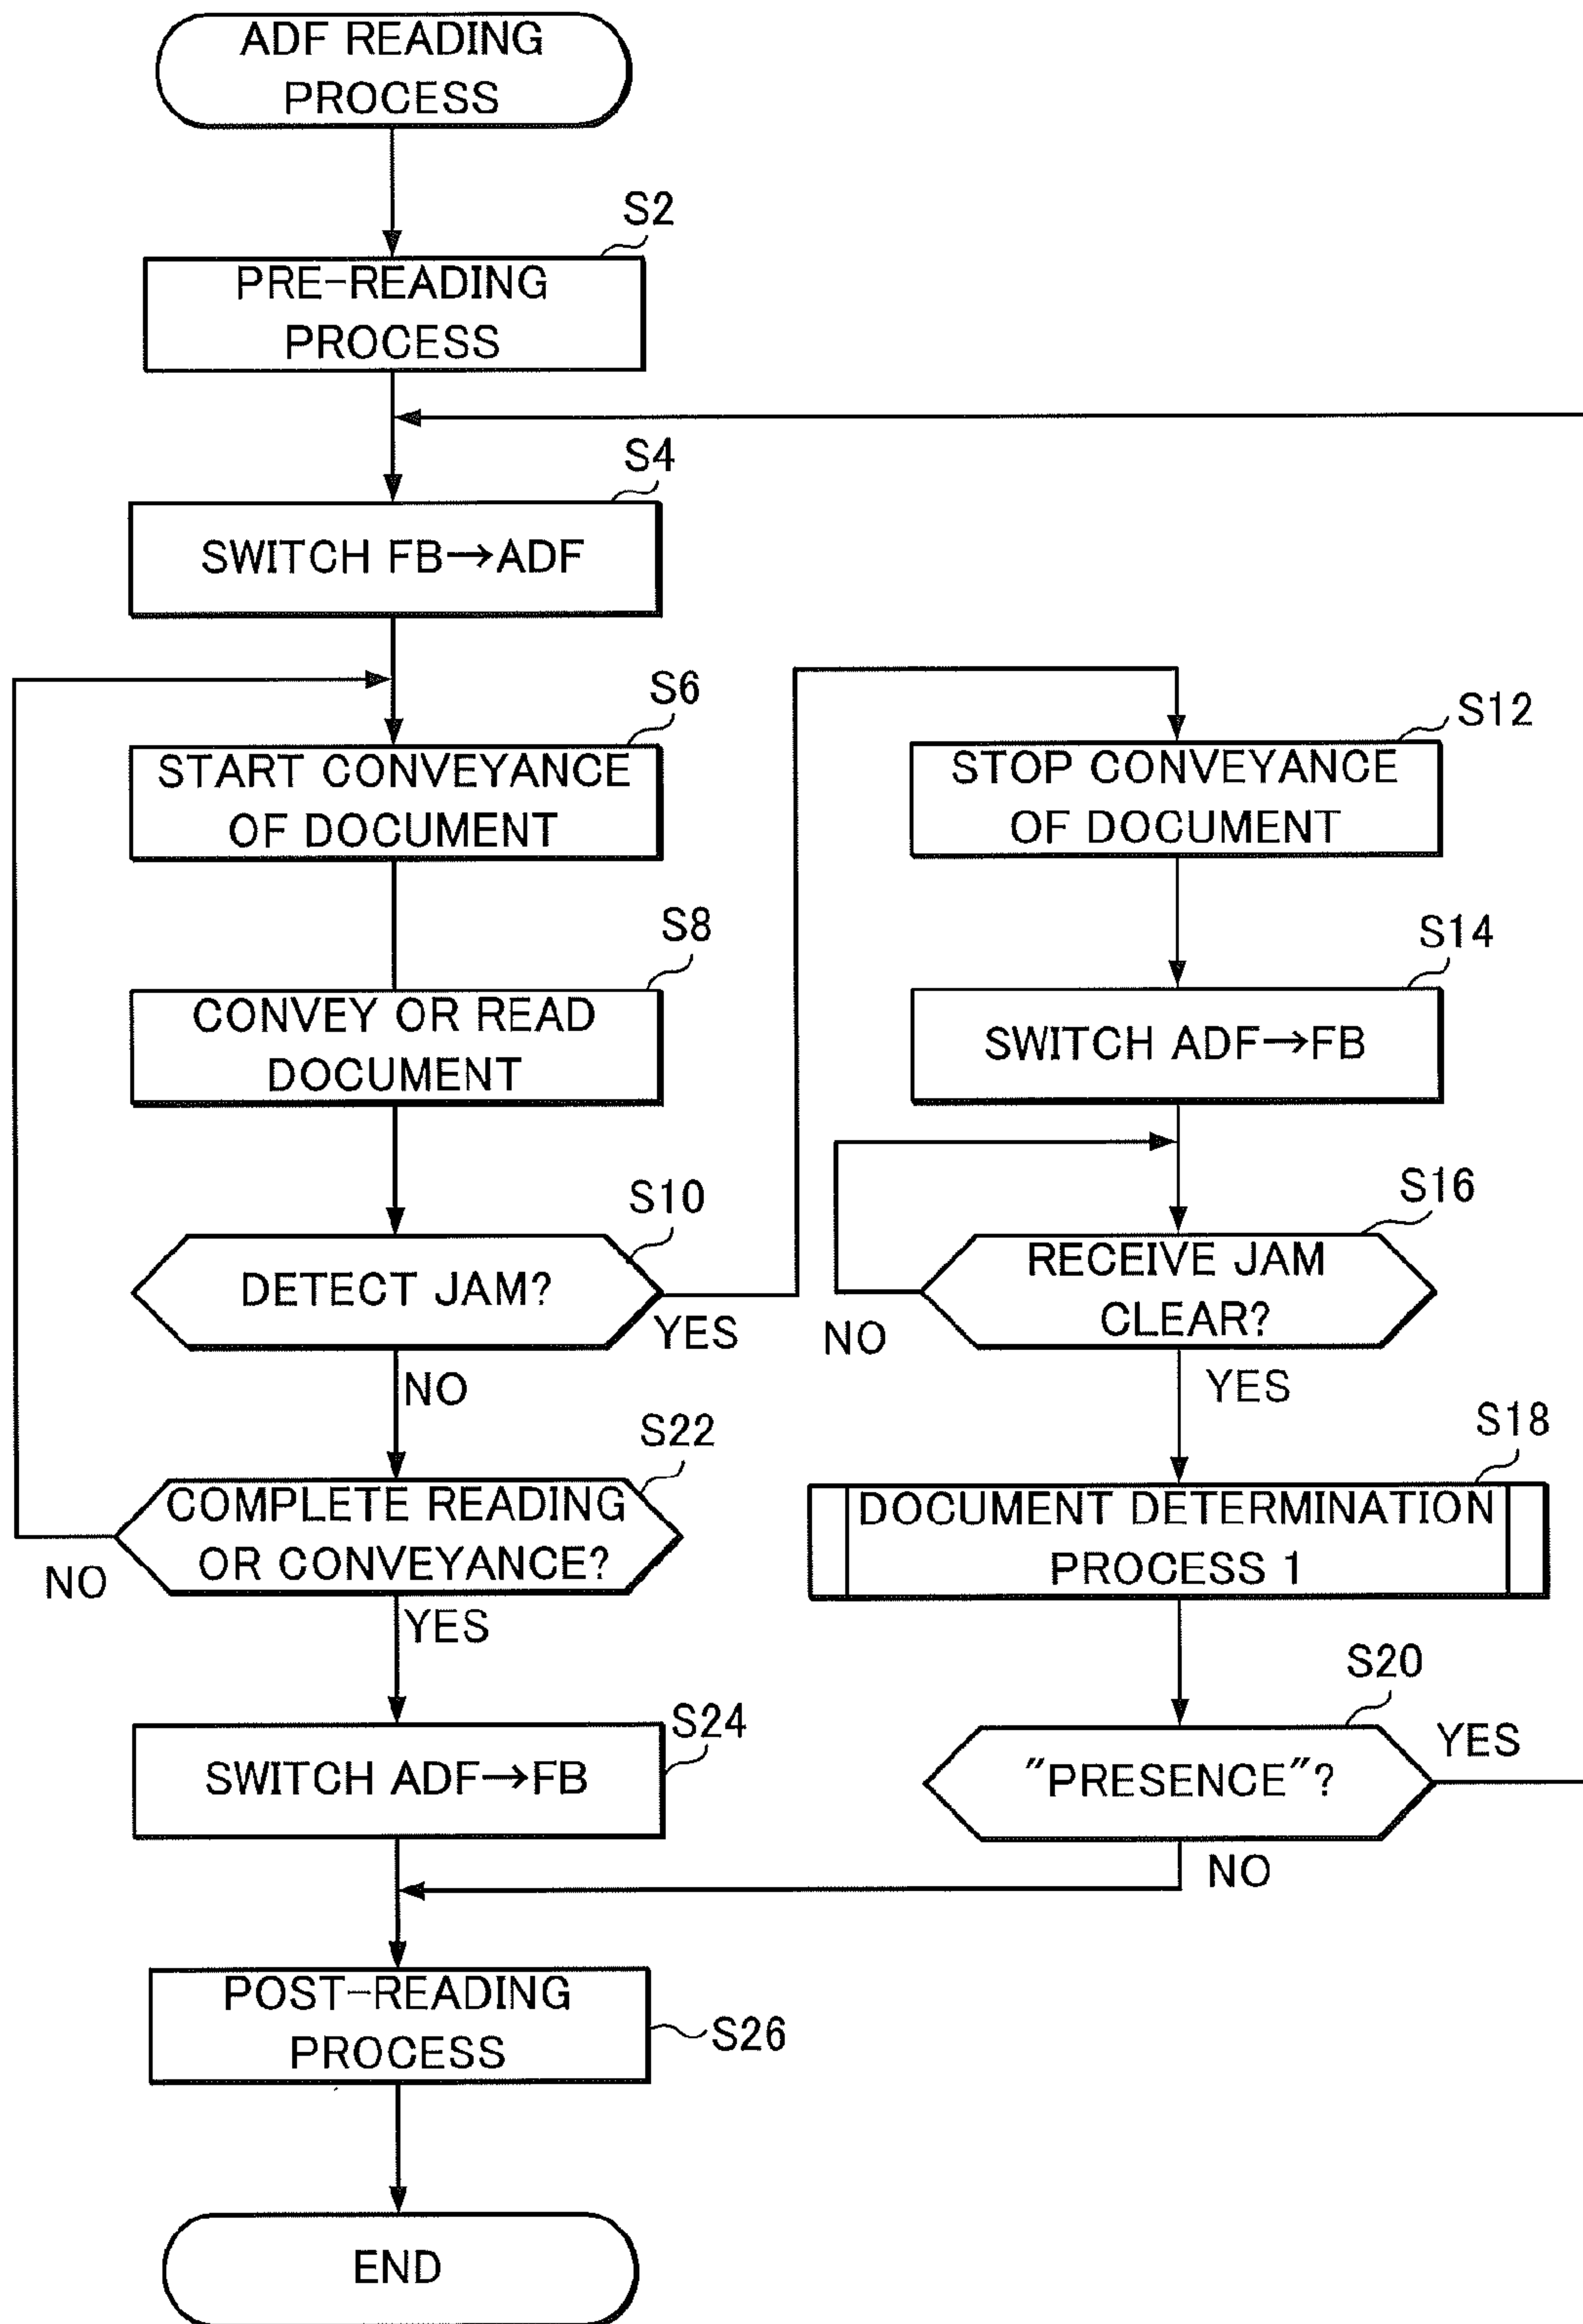 ADF READING
PROCESS
S2
PRE-READING
PROCESS
S4
SWITCH FB→ADF
S6
START CONVEYANCE
OF DOCUMENT
S8
CONVEY OR READ
DOCUMENT
S10
DETECT JAM?
YES
NO
S22
COMPLETE READING
OR CONVEYANCE?
NO
YES
S24
SWITCH ADF→FB
S12
STOP CONVEYANCE
OF DOCUMENT
S14
SWITCH ADF→FB
S16
RECEIVE JAM
CLEAR?
NO
YES
S18
DOCUMENT DETERMINATION
PROCESS 1
S20
"PRESENCE"?
YES
NO
POST-READING
PROCESS
S26
END